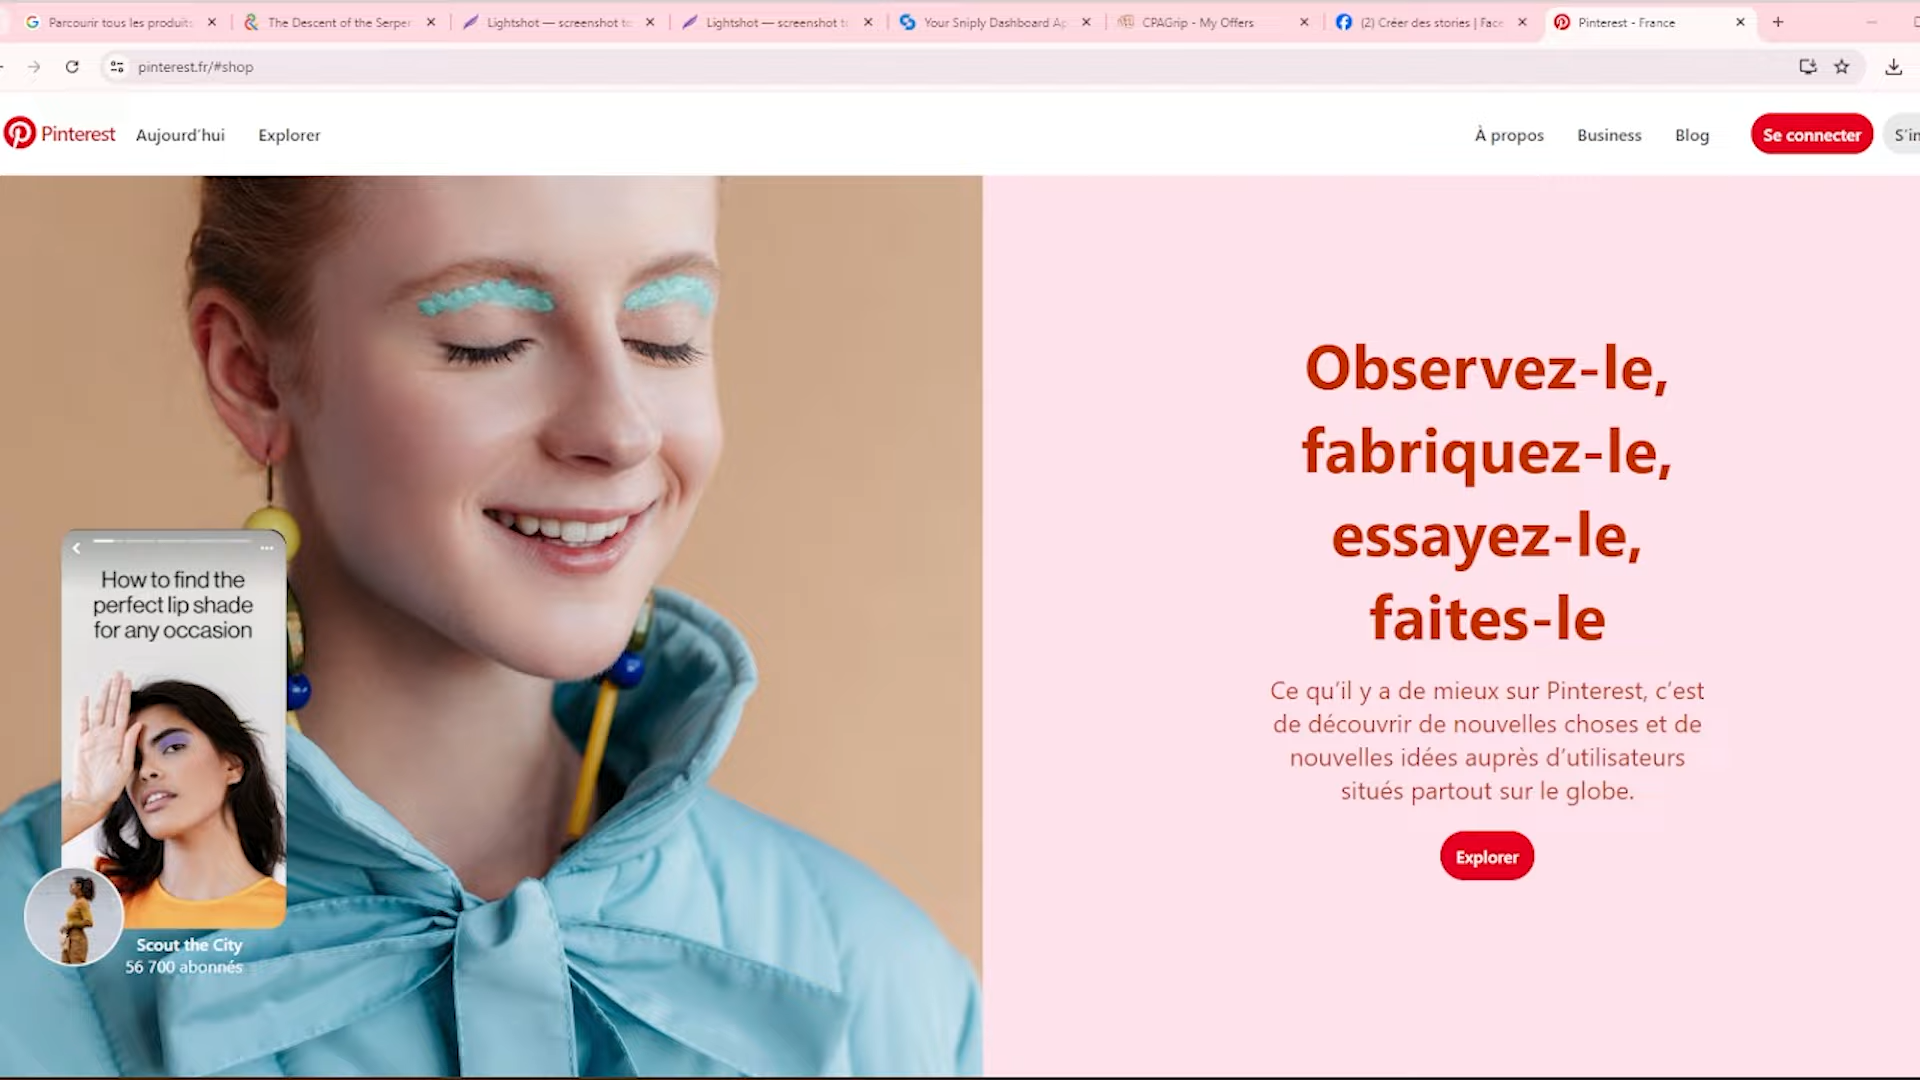 Parcourir tous les produits
The Descent of the Serper
Lightshot — screenshot to
Lightshot — screenshot to
Your Sniply Dashboard Ap
CPAGrip - My Offers
(2) Créer des stories | Face
Pinterest - France
pinterest.fr/#shop
Pinterest
Aujourd'hui
Explorer
À propos
Business
Blog
Se connecter
S'in
Observez-le,
fabriquez-le,
essayez-le,
faites-le
Ce qu'il y a de mieux sur Pinterest, c'est
de découvrir de nouvelles choses et de
nouvelles idées auprès d'utilisateurs
situés partout sur le globe.
Explorer
How to find the
perfect lip shade
for any occasion
Scout the City
56 700 abonnés